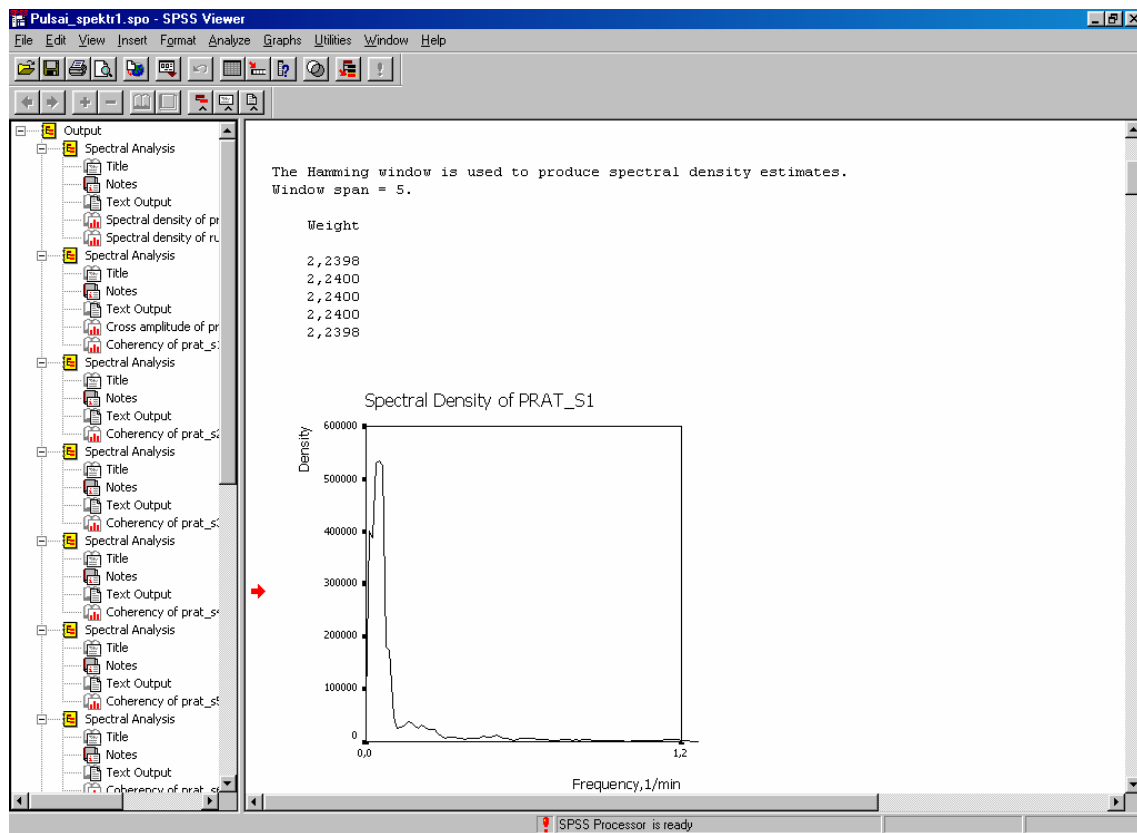 Pulsai_spektr1.spo - SPSS Viewer
File Edit View Insert Format Analyze Graphs Utilities Window Help
Output
Spectral Analysis
Title
Notes
Text Output
Spectral density of pr
Spectral density of ru
Spectral Analysis
Title
Notes
Text Output
Cross amplitude of pr
Coherency of prat_s1
Spectral Analysis
Title
Notes
Text Output
Coherency of prat_s2
Spectral Analysis
Title
Notes
Text Output
Coherency of prat_s3
Spectral Analysis
Title
Notes
Text Output
Coherency of prat_s4
Spectral Analysis
Title
Notes
Text Output
Coherency of prat_s5
Spectral Analysis
Title
Notes
Text Output
Coherency of prat_s6
The Hamming window is used to produce spectral density estimates.
Window span = 5.
Weight
2,2398
2,2400
2,2400
2,2400
2,2398
Spectral Density of PRAT_S1
Density
600000
500000
400000
300000
200000
100000
0
0,0 1,2
Frequency,1/min
SPSS Processor is ready